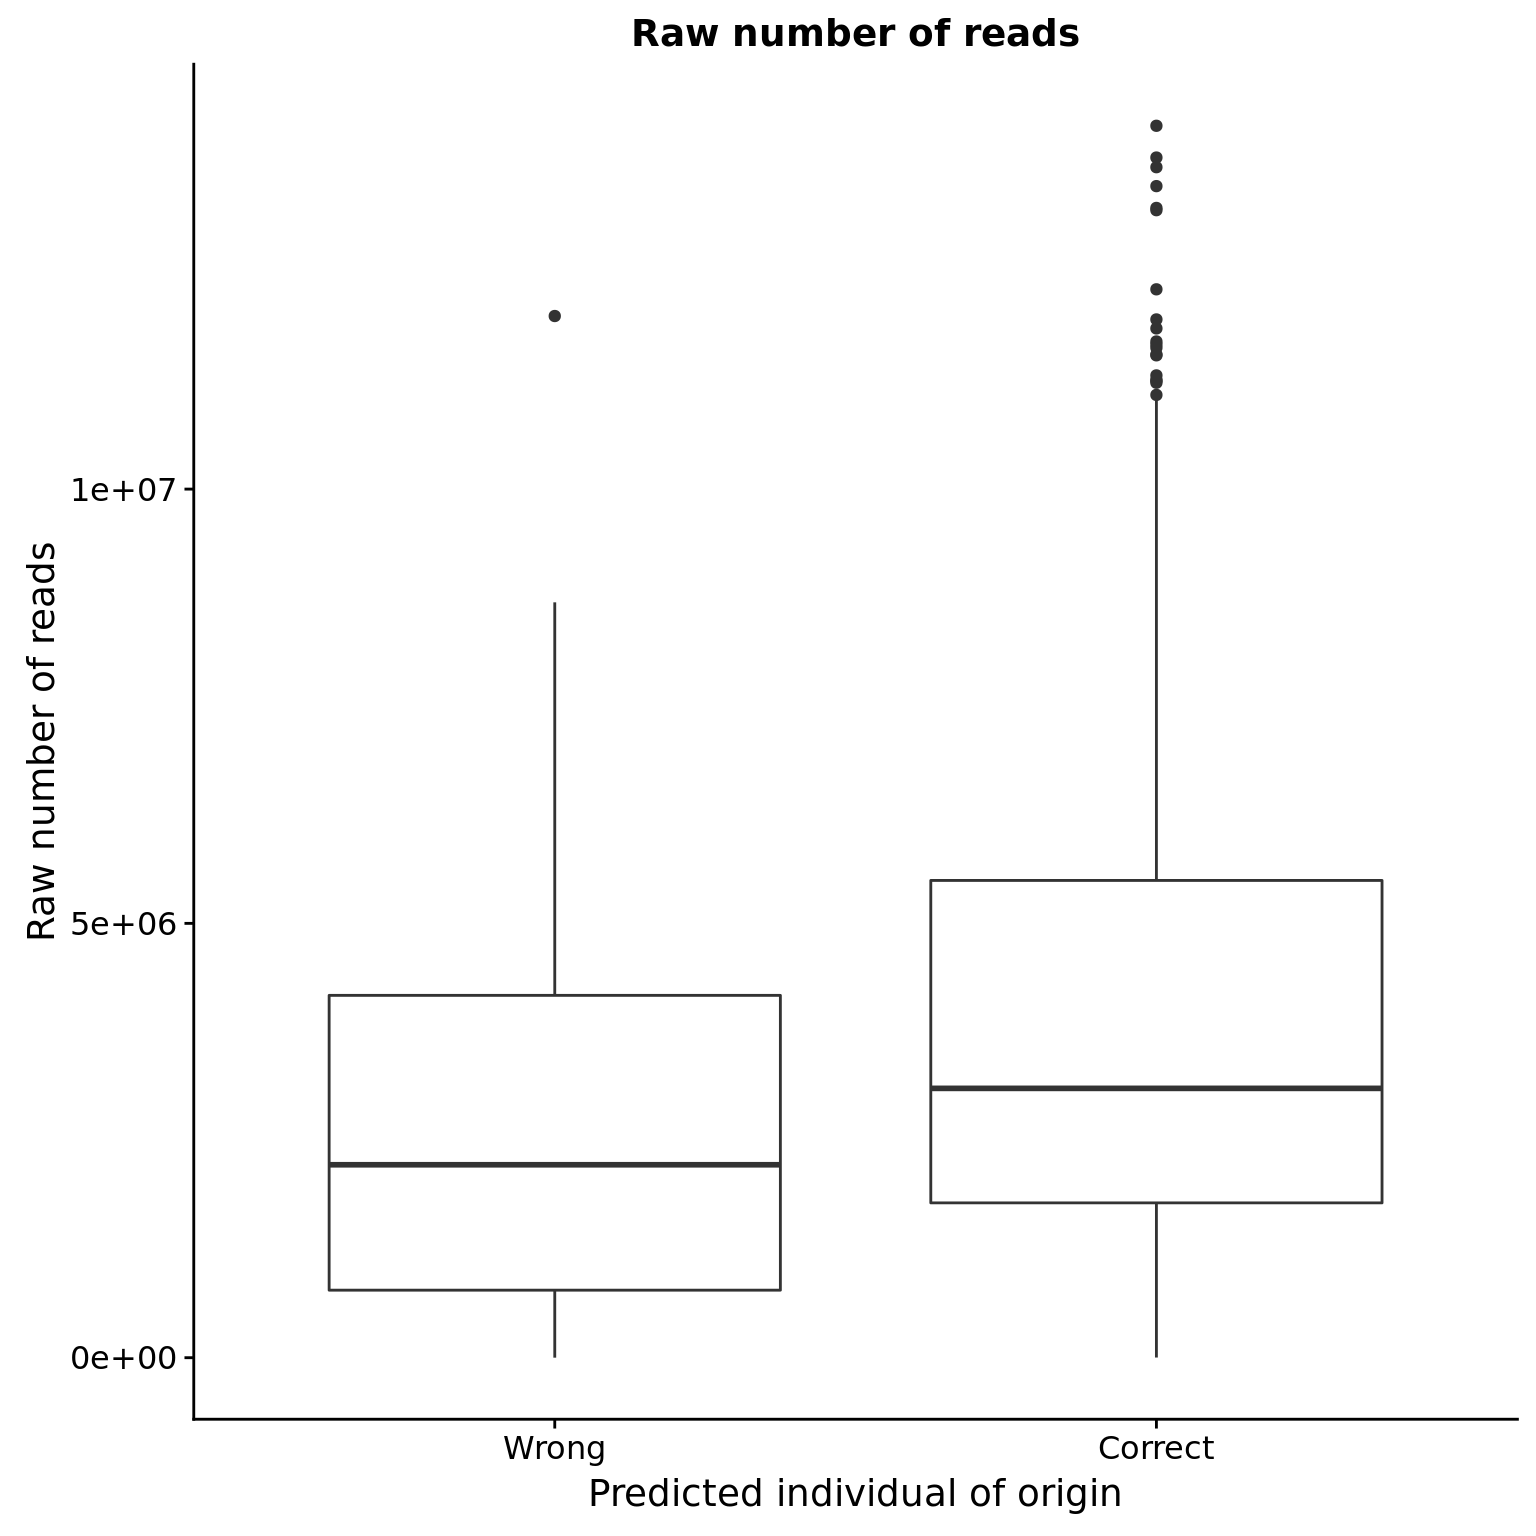 Raw number of reads
Raw number of reads
1e+07
5e+06
0e+00
Wrong
Correct
Predicted individual of origin